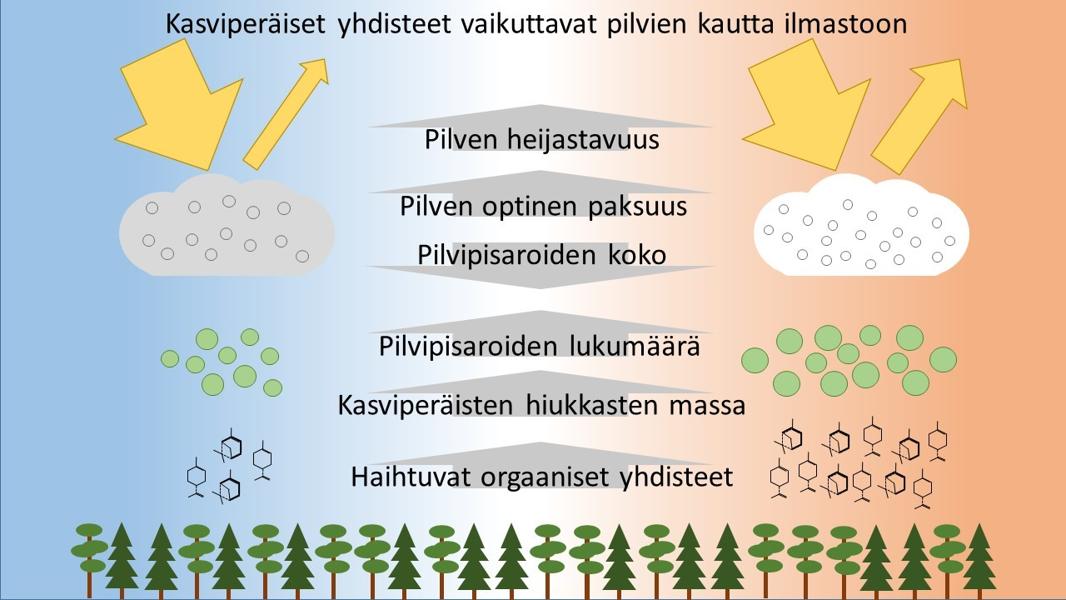 Kasviperäiset yhdisteet vaikuttavat pilvien kautta ilmastoon
Pilven heijastavuus
Pilven optinen paksuus
Pilvipisaroiden koko
Pilvipisaroiden lukumäärä
Kasviperäisten hiukkasten massa
Haihtuvat orgaaniset yhdisteet